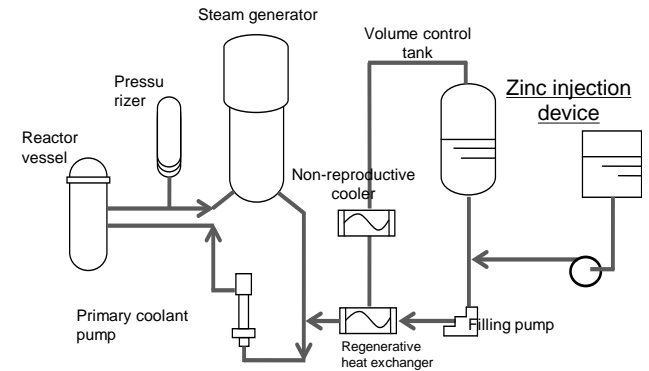 Steam generator
Volume control
tank
Pressu
rizer
Zinc injection
device
Reactor
vessel
Non-reproductive
cooler
Primary coolant
pump
Filling pump
Regenerative
heat exchanger